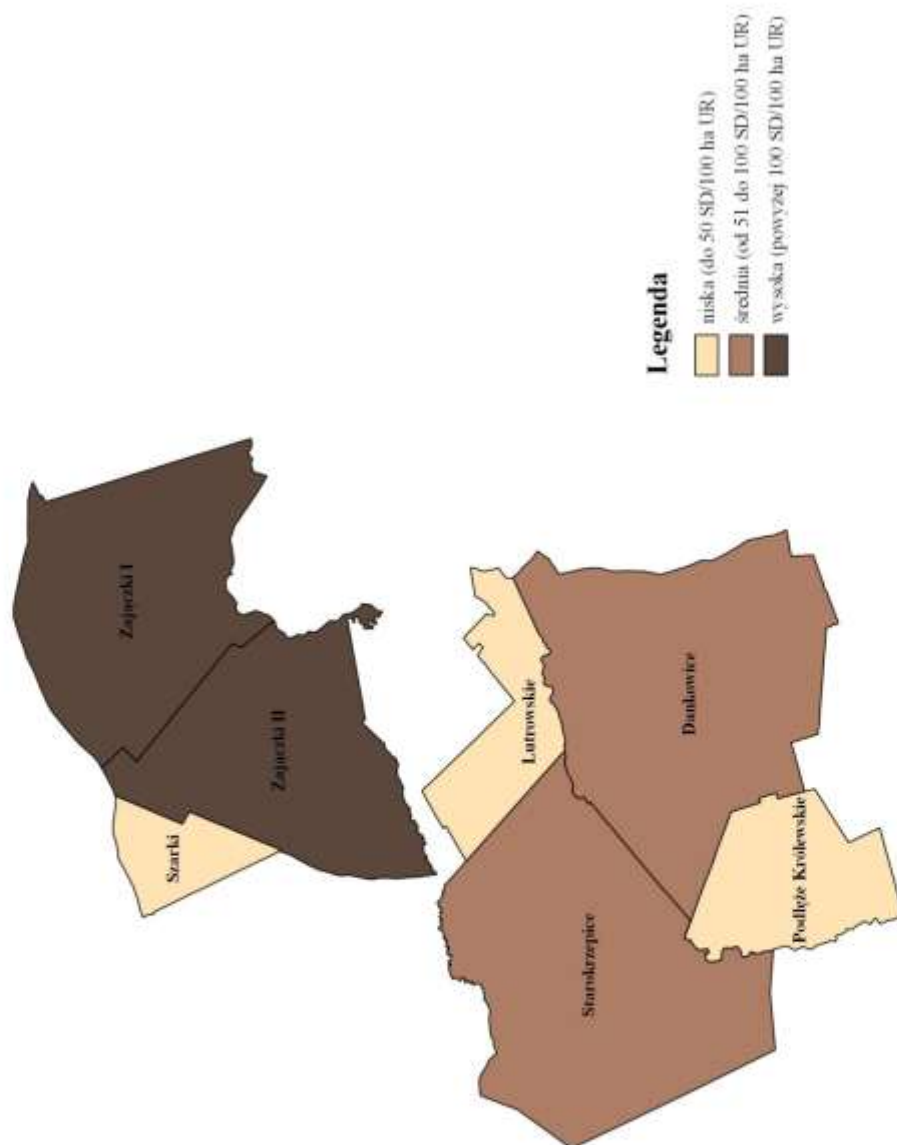 Zajączki I
Zajączki II
Szarki
Lutrowskie
Dankowice
Starokrzepice
Podłęże Królewskie
Legenda
niska (do 50 SD/100 ha UR)
średnia (od 51 do 100 SD/100 ha UR)
wysoka (powyżej 100 SD/100 ha UR)